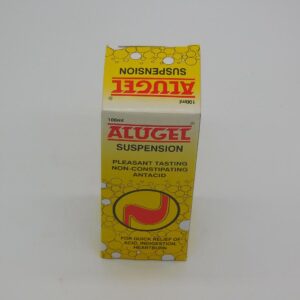 ALUGEL
SUSPENSION
100ml
100ml
ALUGEL
SUSPENSION
PLEASANT TASTING
NON-CONSTIPATING
ANTACID
FOR QUICK RELIEF OF
ACID, INDIGESTION,
HEARTBURN